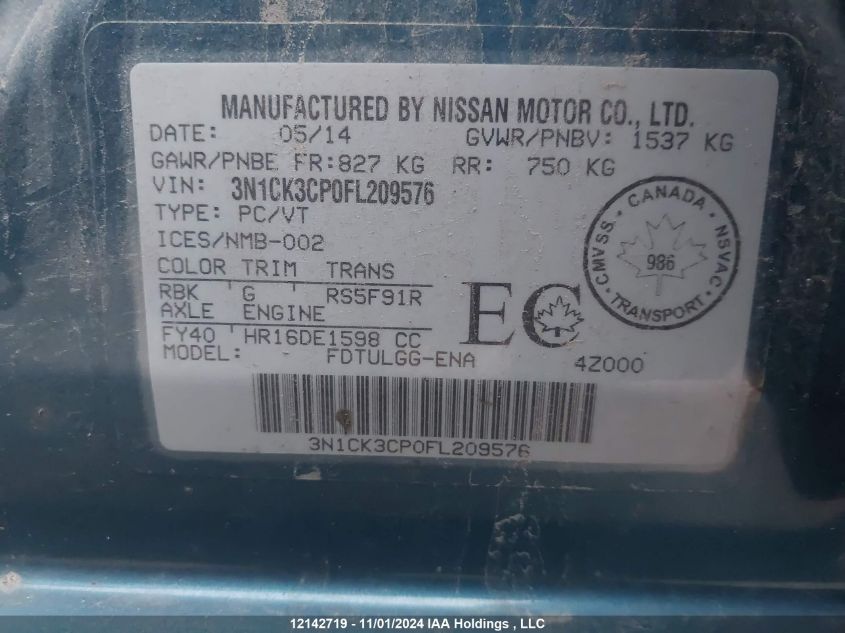 MANUFACTURED BY NISSAN MOTOR CO., LTD.
DATE: 05/14 GVWR/PNBV: 1537 KG
GAWR/PNBE FR:827 KG RR: 750 KG
VIN: 3N1CK3CP0FL209576
TYPE: PC/VT
ICES/NMB-002
COLOR TRIM TRANS
RBK G RS5F91R
AXLE ENGINE
FY40 HR16DE1598 CC
MODEL: FDTULGG-ENA 4Z000
EC
CANADA
CMVSS · NSVAC
986
TRANSPORT
3N1CK3CP0FL209576
12142719 - 11/01/2024 IAA Holdings , LLC